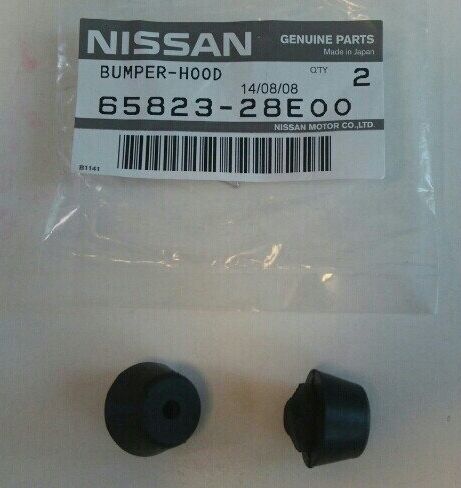 NISSAN GENUINE PARTS
Made in Japan
BUMPER-HOOD Q'TY 2
14/08/08
65823-28E00
NISSAN MOTOR CO.,LTD.
B1141